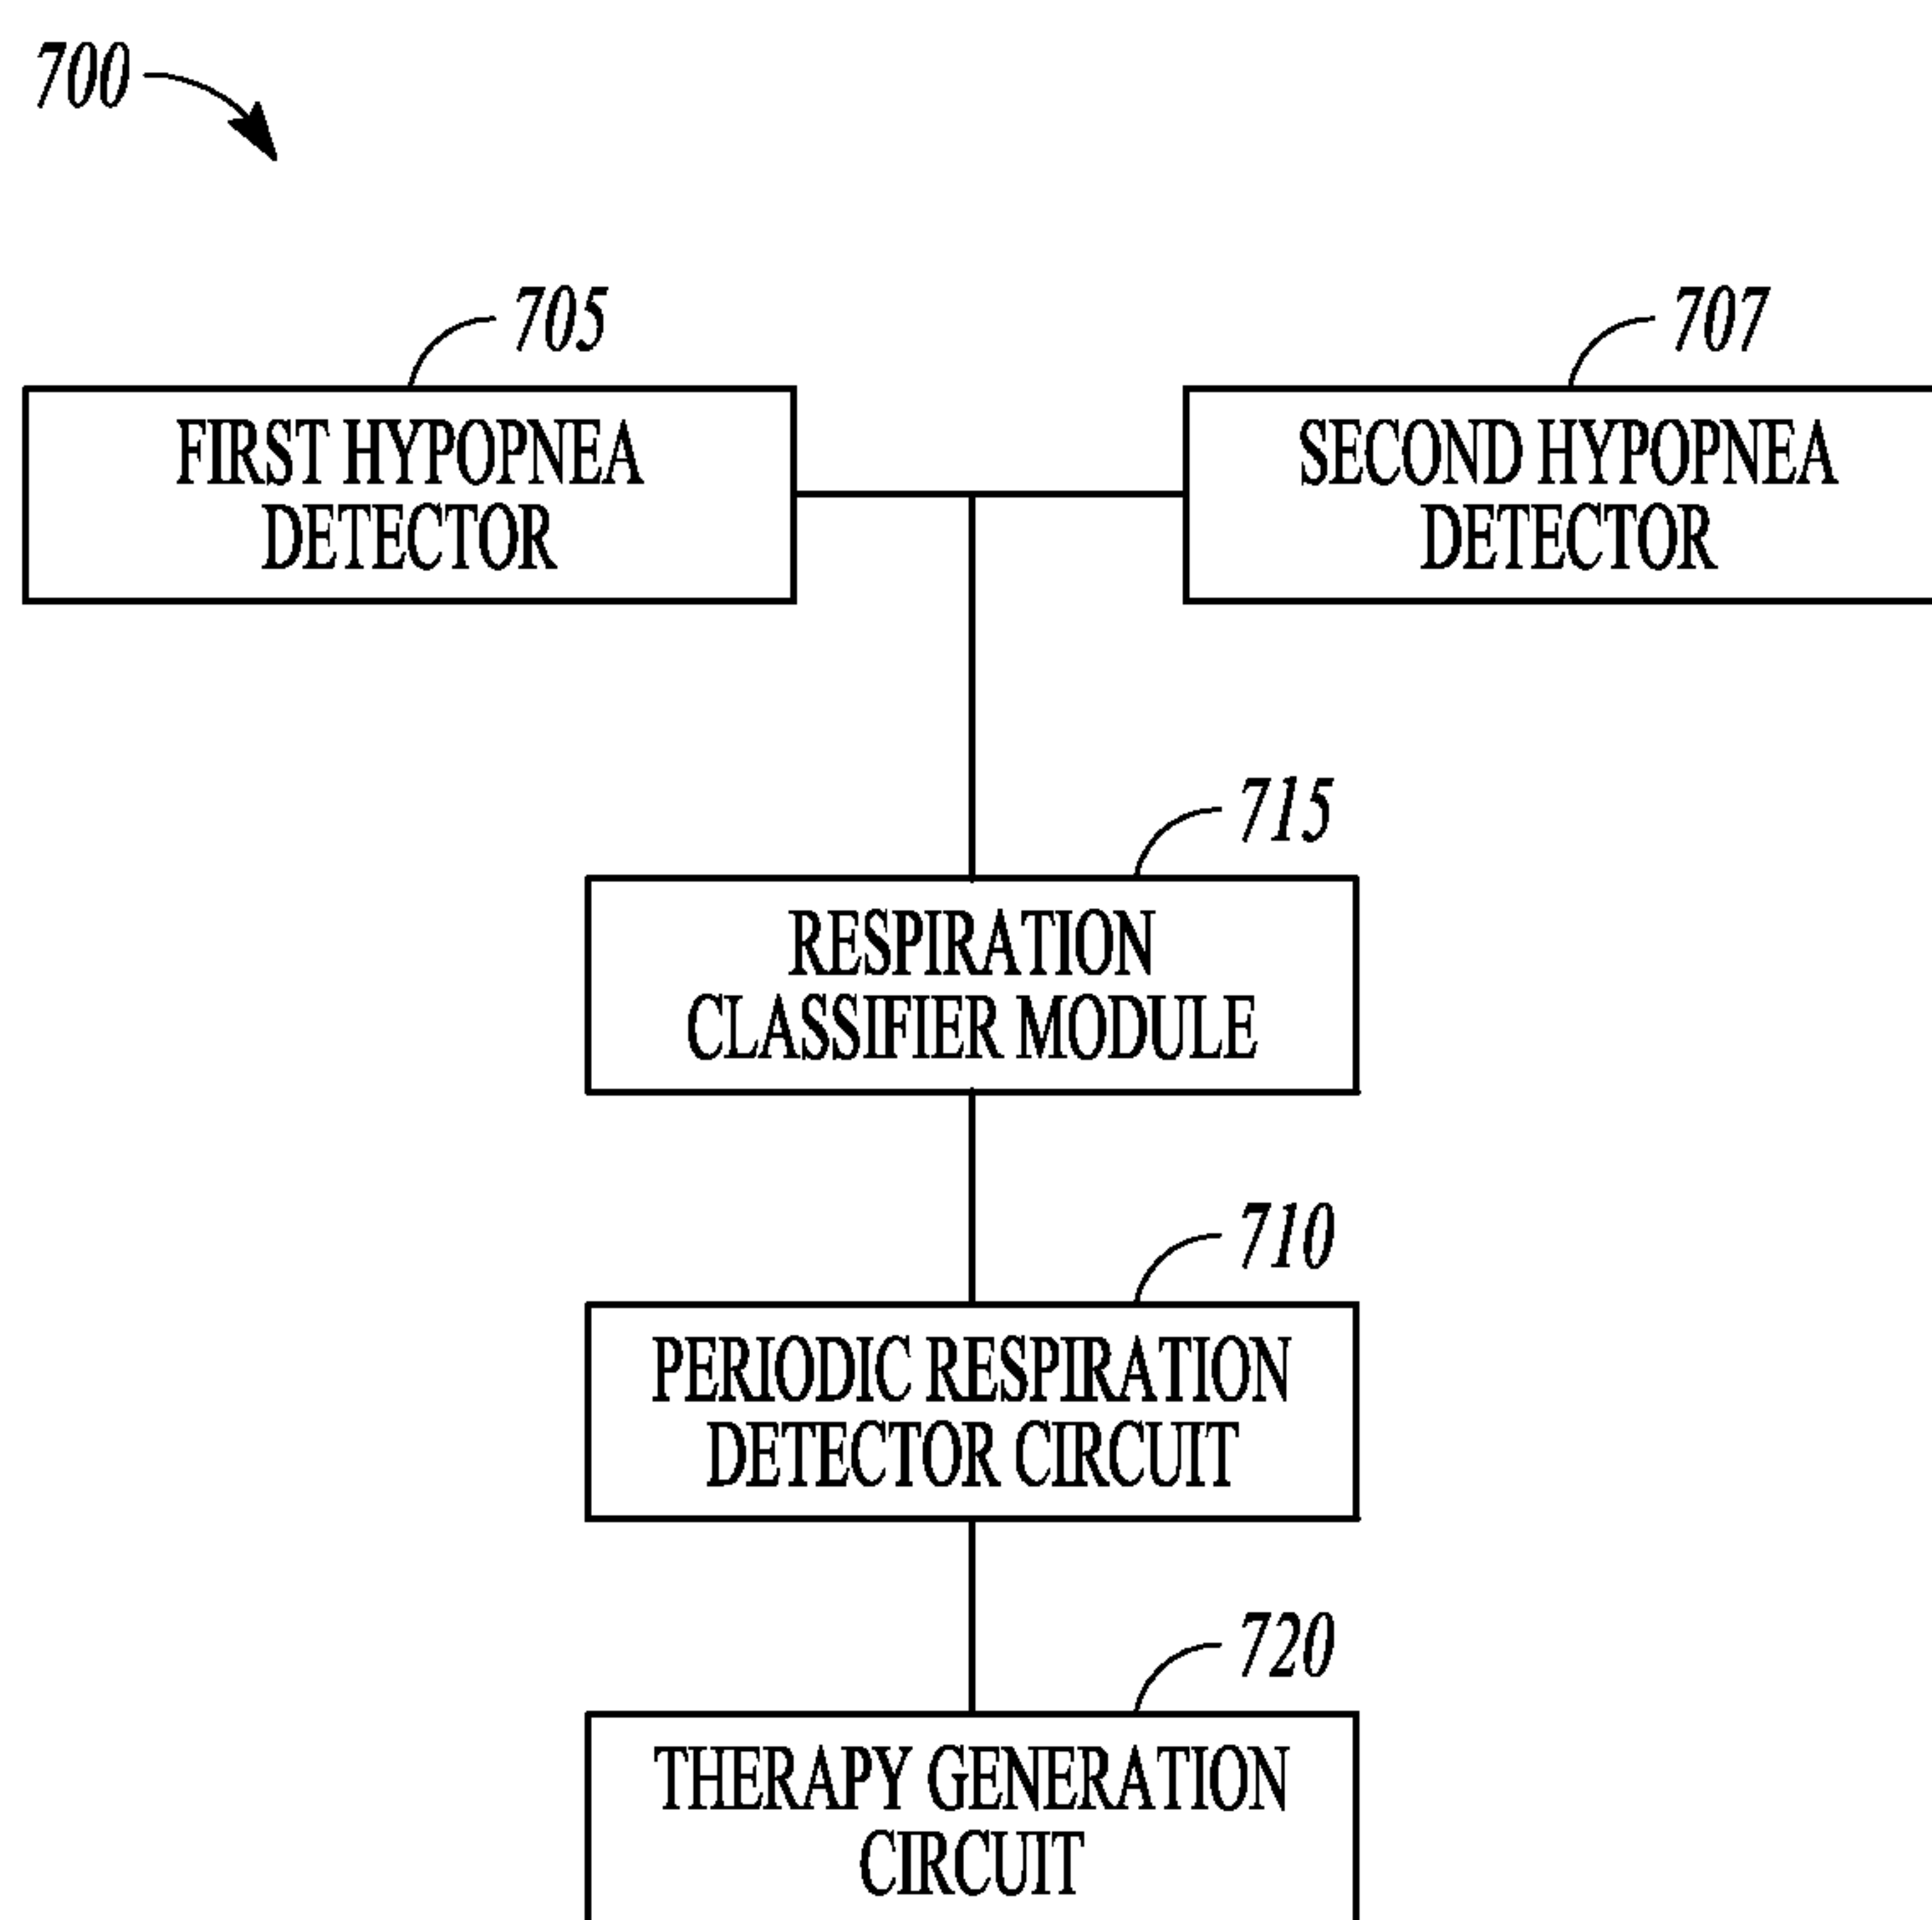 700
705
707
FIRST HYPOPNEA
DETECTOR
SECOND HYPOPNEA
DETECTOR
715
RESPIRATION
CLASSIFIER MODULE
710
PERIODIC RESPIRATION
DETECTOR CIRCUIT
720
THERAPY GENERATION
CIRCUIT